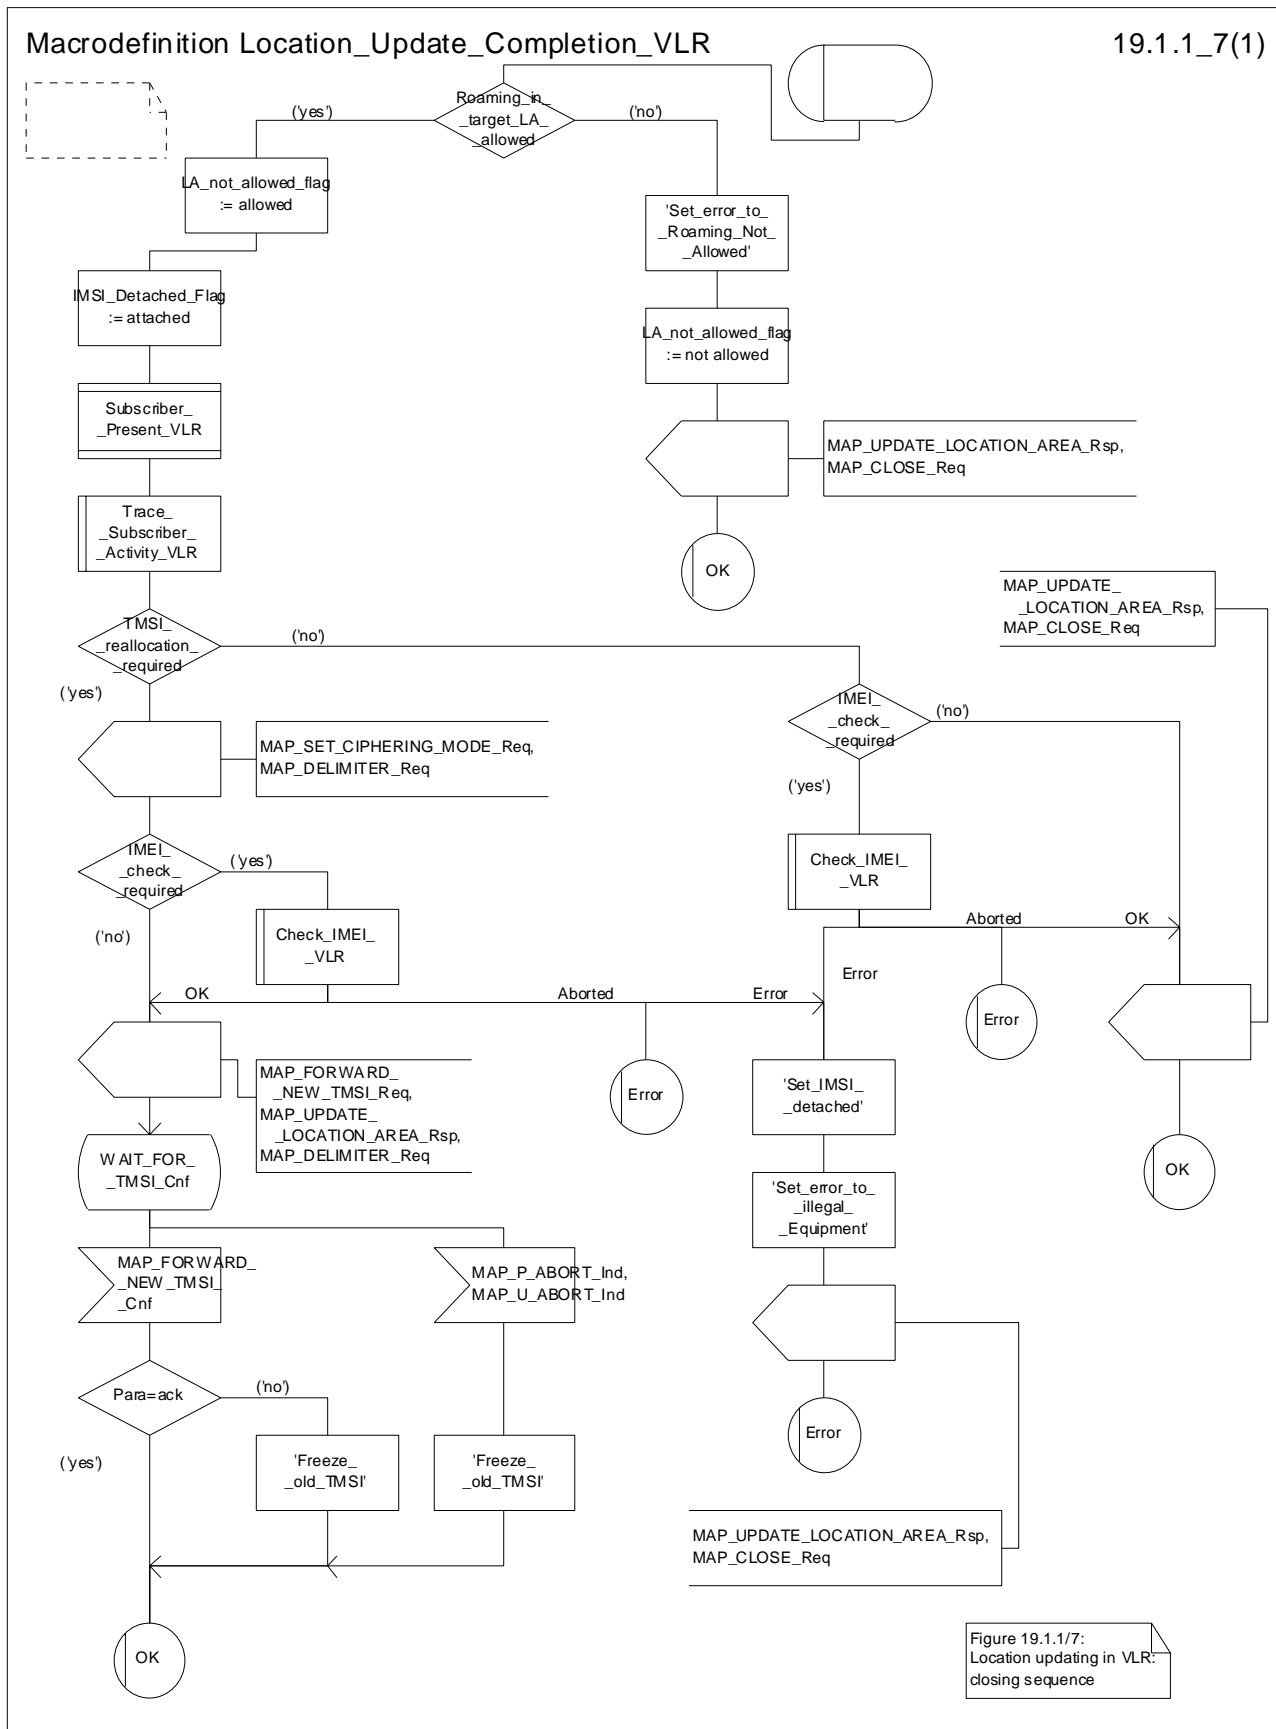 Macrodefinition Location_Update_Completion_VLR
19.1.1_7(1)
Roaming_in_
_target_LA_
_allowed
('yes')
('no')
LA_not_allowed_flag
:= allowed
'Set_error_to_
_Roaming_Not_
_Allowed'
IMSI_Detached_Flag
:= attached
LA_not_allowed_flag
:= not allowed
Subscriber_
_Present_VLR
MAP_UPDATE_LOCATION_AREA_Rsp,
MAP_CLOSE_Req
Trace_
_Subscriber_
_Activity_VLR
OK
MAP_UPDATE_
_LOCATION_AREA_Rsp,
MAP_CLOSE_Req
TMSI_
_reallocation_
_required
('no')
('yes')
IMEI_
_check_
_required
('no')
('yes')
MAP_SET_CIPHERING_MODE_Req,
MAP_DELIMITER_Req
IMEI_
_check_
_required
('yes')
('no')
Check_IMEI_
_VLR
Check_IMEI_
_VLR
Aborted
OK
Error
OK
Aborted
Error
Error
Error
MAP_FORWARD_
_NEW_TMSI_Req,
MAP_UPDATE_
_LOCATION_AREA_Rsp,
MAP_DELIMITER_Req
'Set_IMSI_
_detached'
WAIT_FOR_
_TMSI_Cnf
OK
'Set_error_to_
_illegal_
_Equipment'
MAP_FORWARD_
_NEW_TMSI_
_Cnf
MAP_P_ABORT_Ind,
MAP_U_ABORT_Ind
Para=ack
('no')
('yes')
'Freeze_
_old_TMSI'
'Freeze_
_old_TMSI'
Error
MAP_UPDATE_LOCATION_AREA_Rsp,
MAP_CLOSE_Req
OK
Figure 19.1.1/7:
Location updating in VLR:
closing sequence